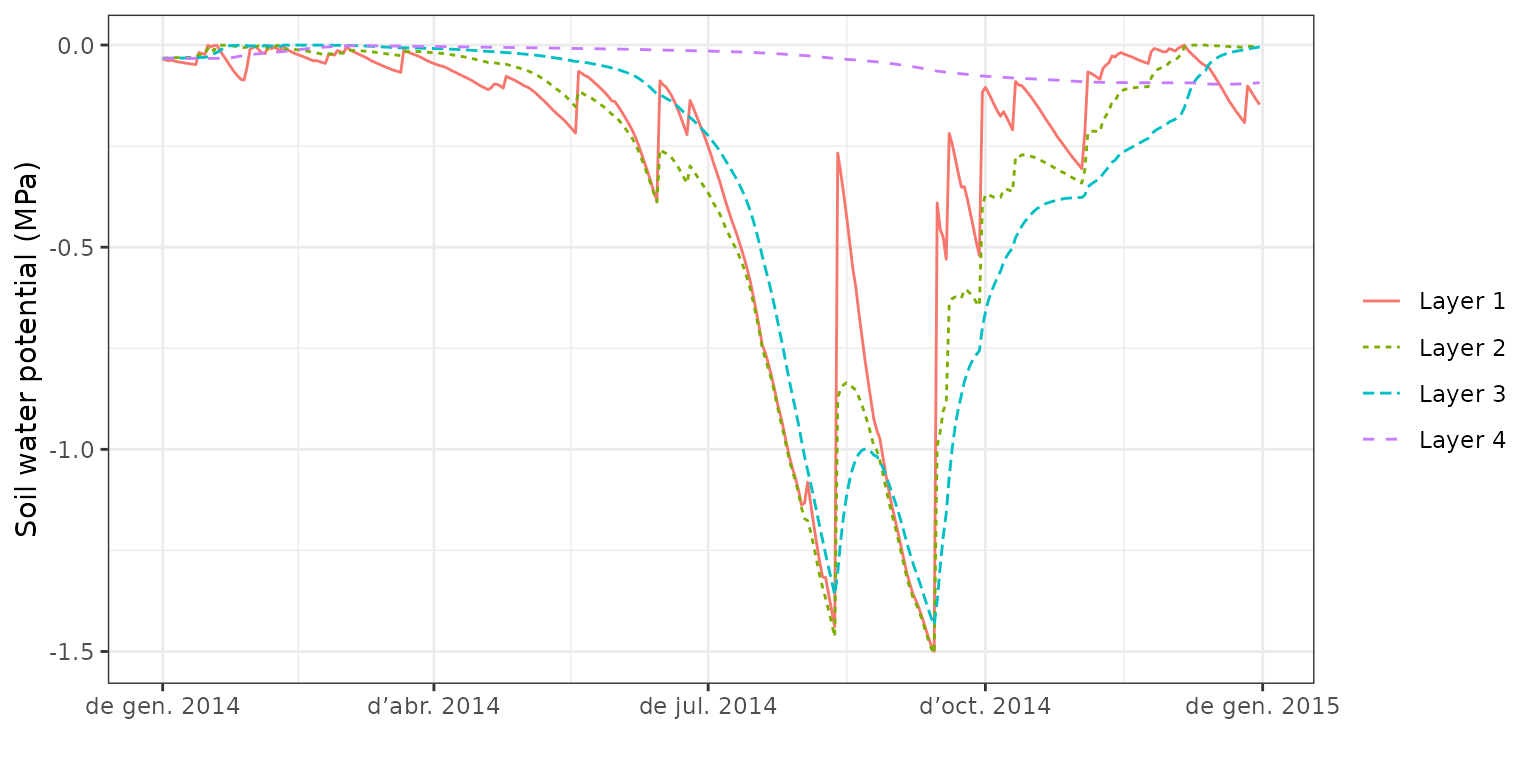 Soil water potential (MPa)
0.0
-0.5
-1.0
-1.5
de gen. 2014
d’abr. 2014
de jul. 2014
d’oct. 2014
de gen. 2015
Layer 1
Layer 2
Layer 3
Layer 4